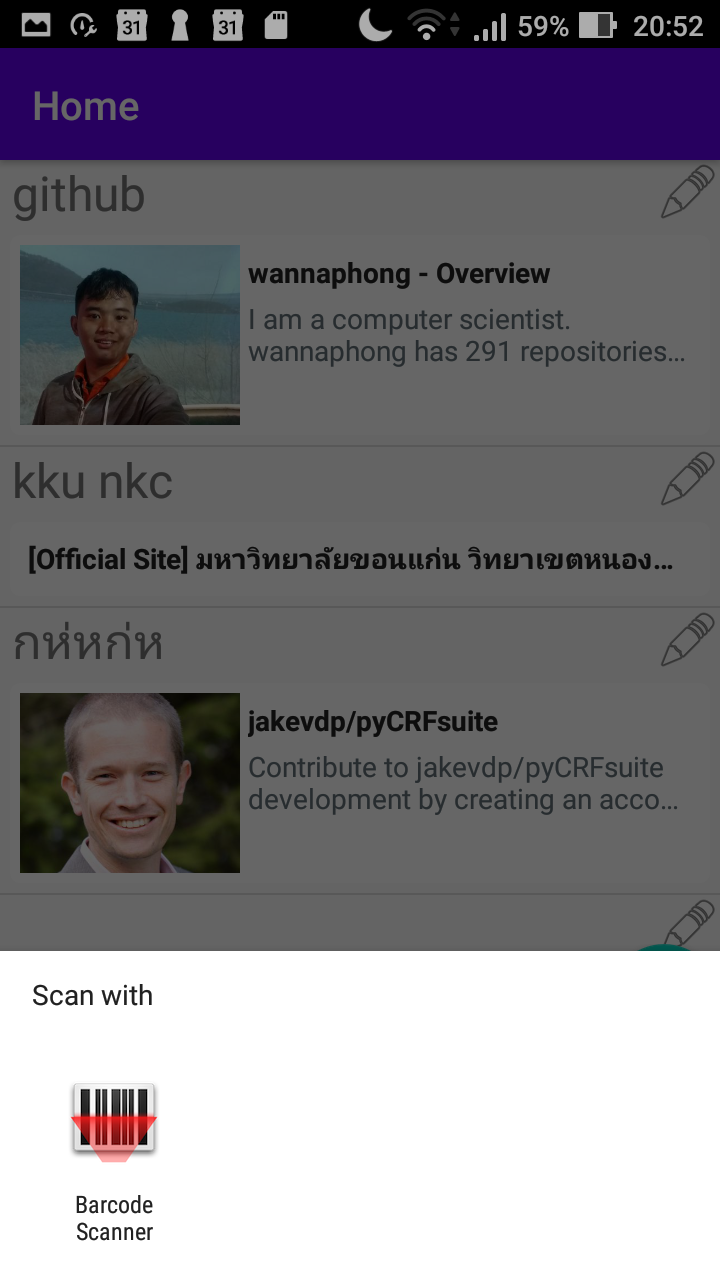 31
31
59%
20:52
Home
github
wannaphong - Overview
I am a computer scientist.
wannaphong has 291 repositories...
kku nkc
[Official Site] มหาวิทยาลัยขอนแก่น วิทยาเขตหนอง...
กห่หก่ห
jakevdp/pyCRFsuite
Contribute to jakevdp/pyCRFsuite
development by creating an acco...
Scan with
Barcode
Scanner